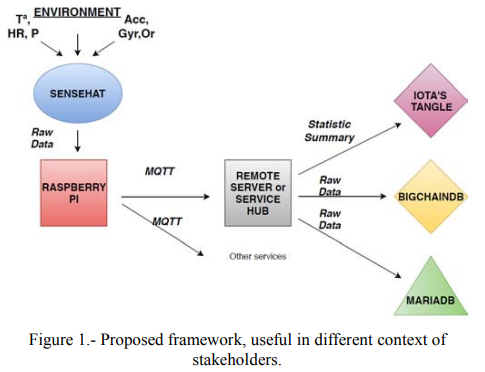 ENVIRONMENT
Tª,
HR, P
Acc,
Gyr,Or
SENSEHAT
Raw
Data
RASPBERRY
PI
MQTT
MQTT
REMOTE
SERVER or
SERVICE
HUB
Other services
Statistic
Summary
Raw
Data
Raw
Data
IOTA'S
TANGLE
BIGCHAINDB
MARIADB
Figure 1.- Proposed framework, useful in different context of
stakeholders.